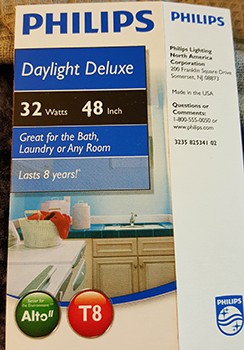 PHILIPS
Daylight Deluxe
32 Watts 48 Inch
Great for the Bath,
Laundry or Any Room
Lasts 8 years!*
Alto II
T8
PHILIPS
Philips Lighting
North America
Corporation
200 Franklin Square Drive
Somerset, NJ 08873
Made in the USA
Questions or
Comments:
1-800-555-0050 or
www.philips.com
3235 825341 02
PHILIPS